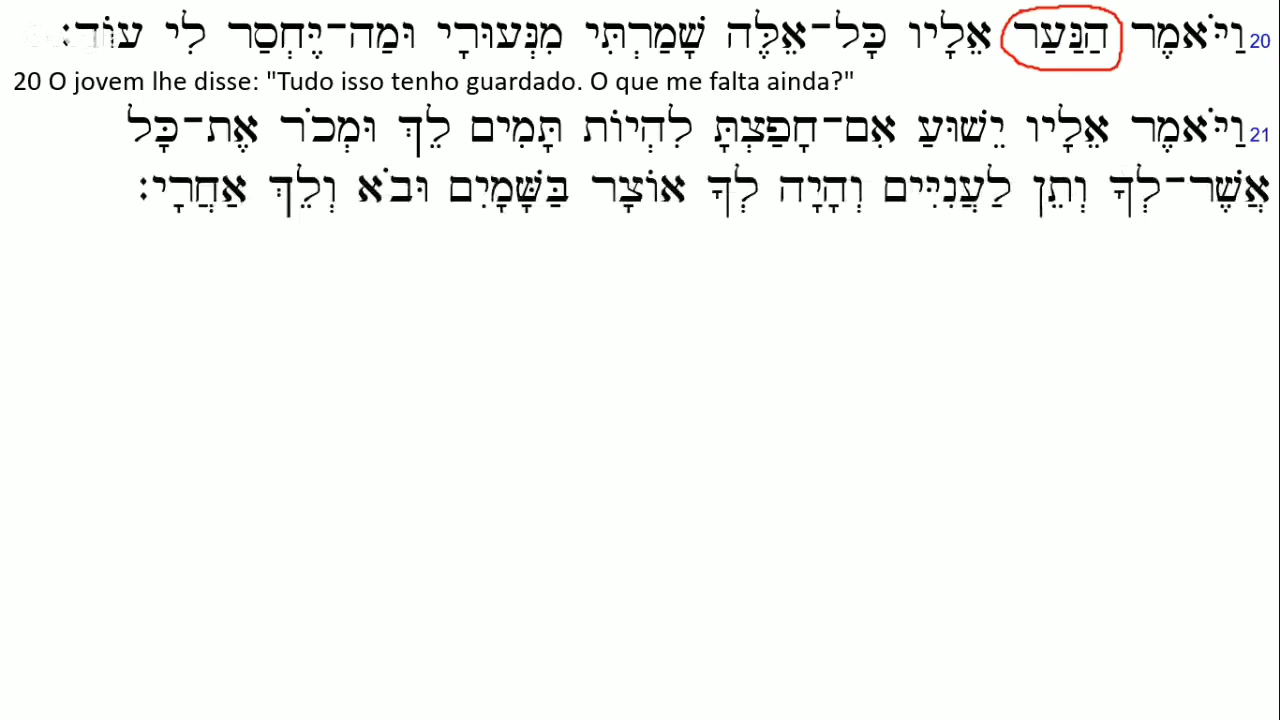 20 וַיֹּאמֶר הַנַּעַר אֵלָיו כָּל־אֵלֶּה שָׁמַרְתִּי מִנְּעוּרָי וּמַה־יֶּחְסַר לִי עוֹד׃
20 O jovem lhe disse: "Tudo isso tenho guardado. O que me falta ainda?"
21 וַיֹּאמֶר אֵלָיו יֵשׁוּעַ אִם־חָפַצְתָּ לִהְיוֹת תָּמִים לֵךְ וּמְכֹר אֶת־כָּל
אֲשֶׁר־לְךָ וְתֵן לַעֲנִיִּים וְהָיָה לְךָ אוֹצָר בַּשָּׁמָיִם וּבֹא וְלֵךְ אַחֲרָי׃